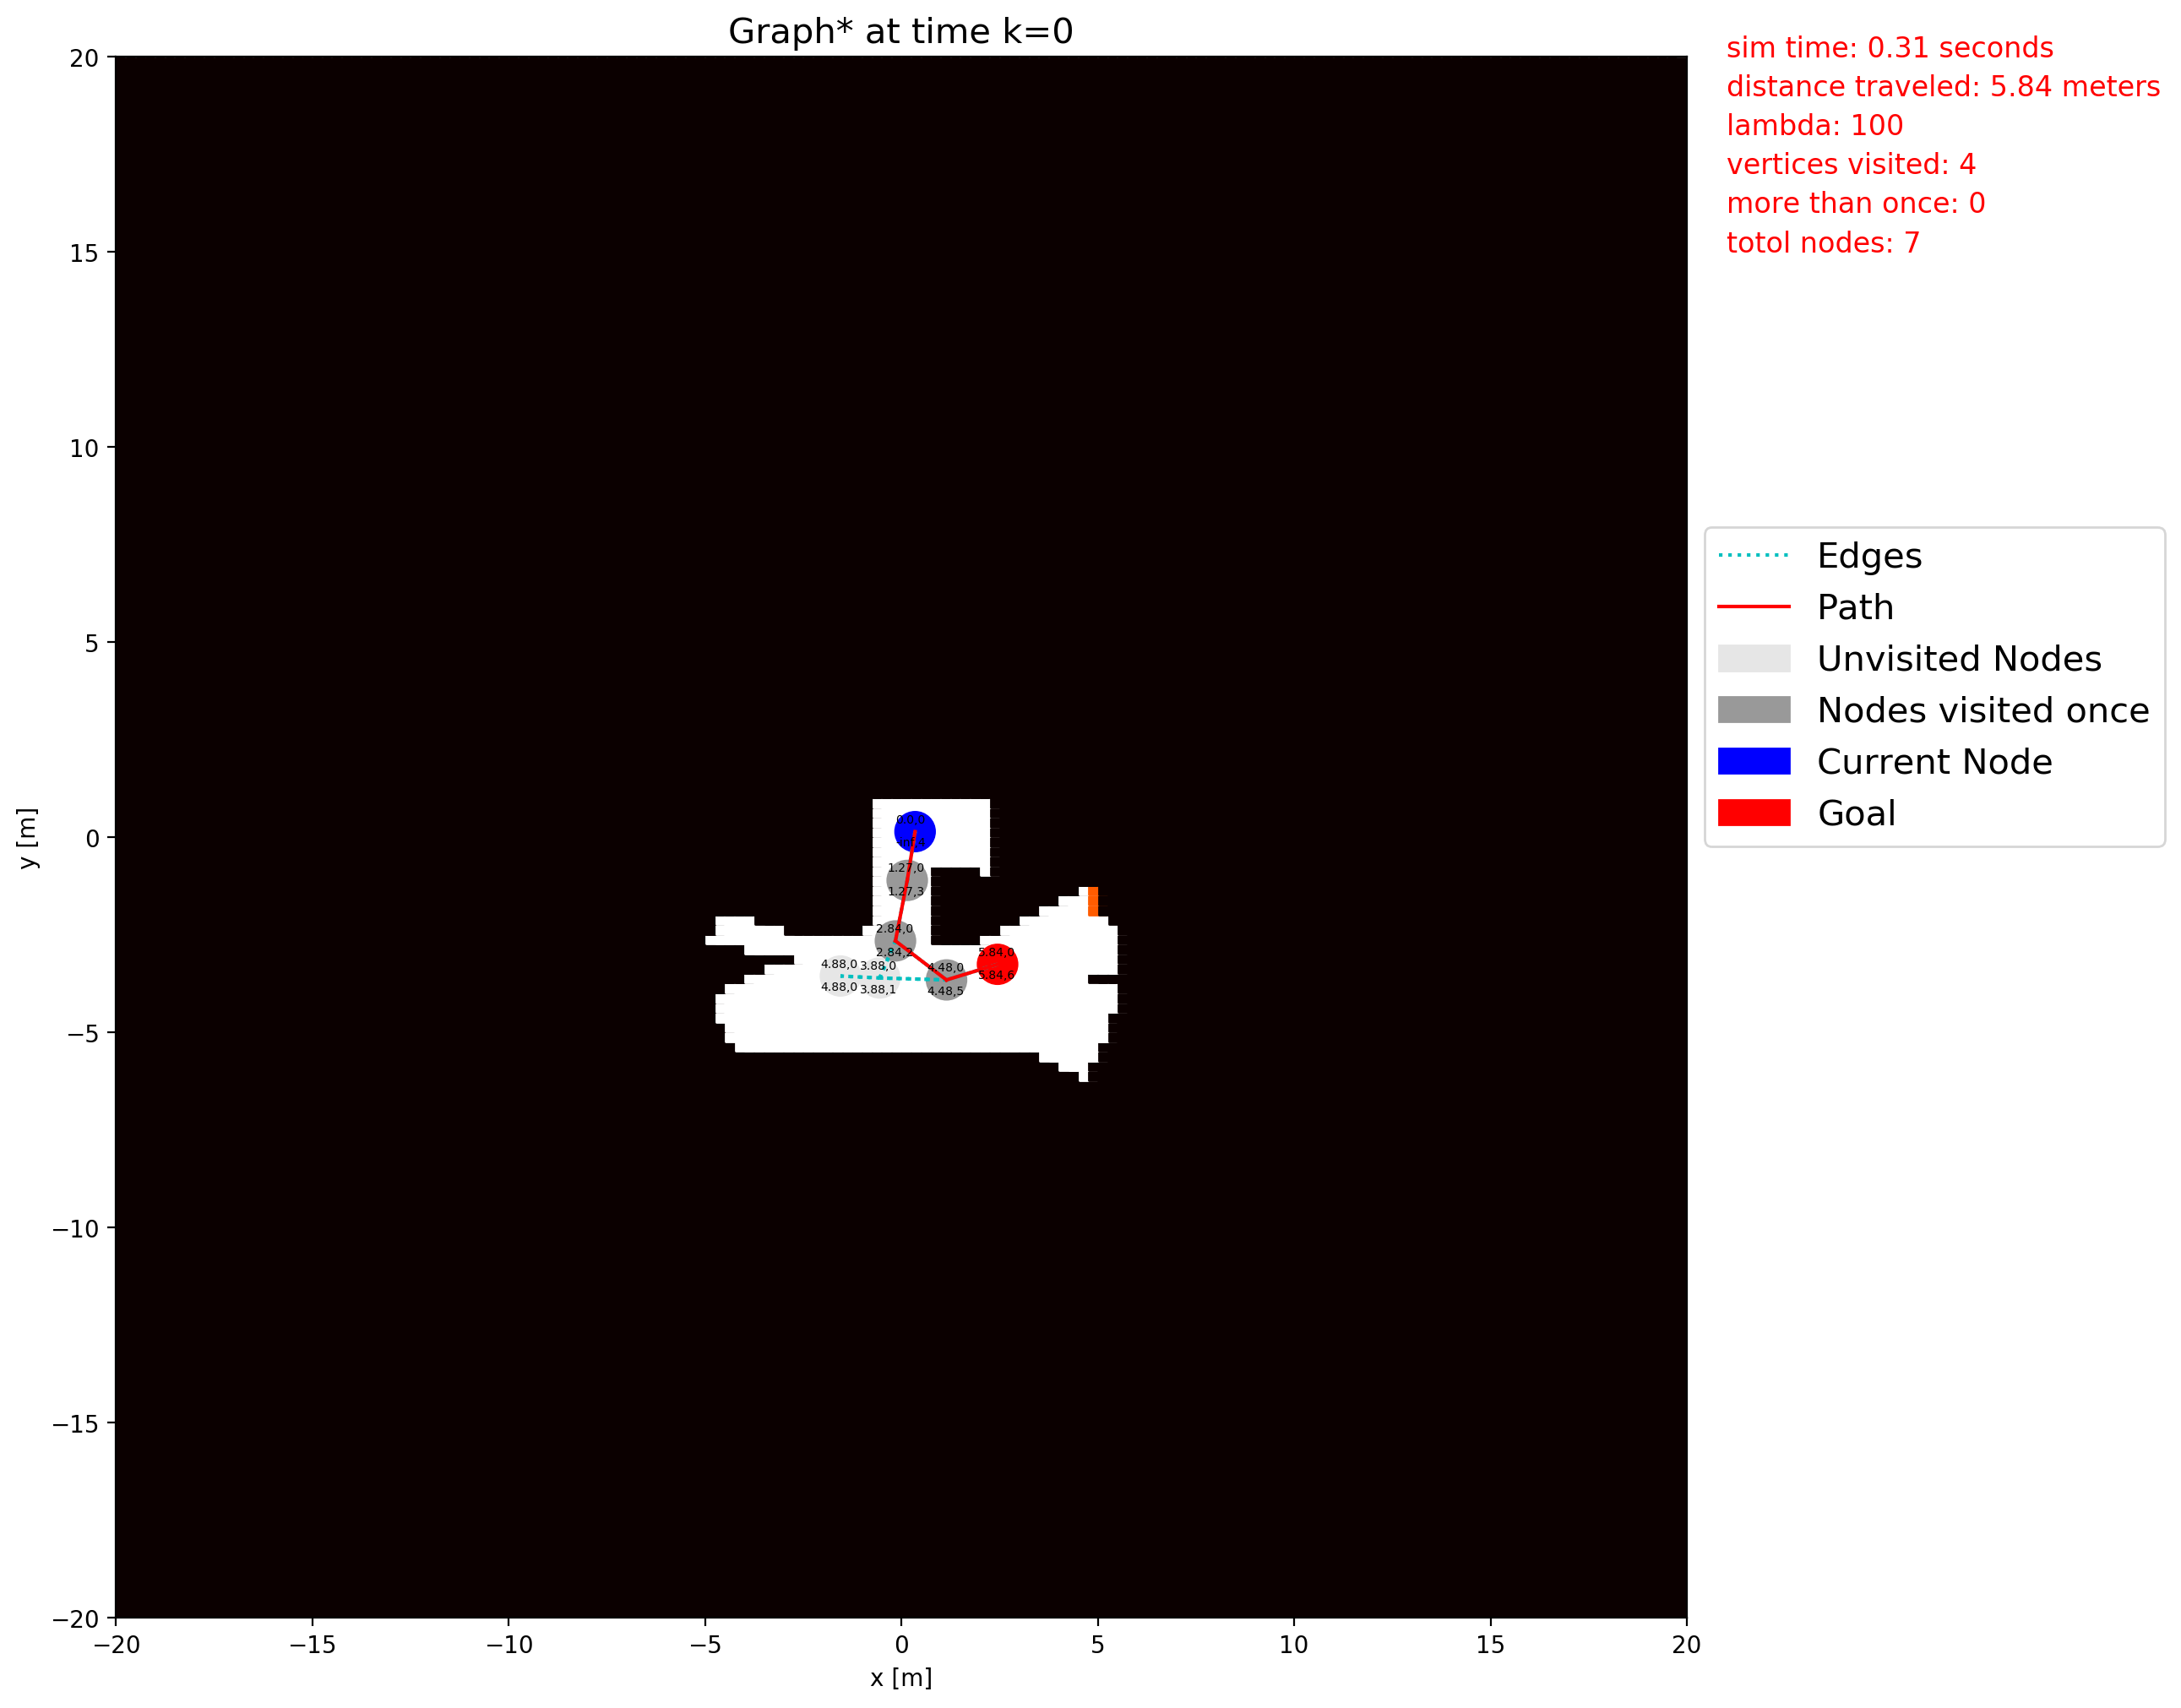 Graph* at time k=0
sim time: 0.31 seconds
distance traveled: 5.84 meters
lambda: 100
vertices visited: 4
more than once: 0
totol nodes: 7
20
15
10
5
0
−5
−10
−15
−20
y [m]
−20 −15 −10 −5 0 5 10 15 20
x [m]
0.0,0
1.27,0
1.27,3
2.84,0
2.84,2
4.88,0
4.88,0
3.88,0
3.88,1
4.48,0
4.48,5
5.84,0
5.84,6
Edges
Path
Unvisited Nodes
Nodes visited once
Current Node
Goal